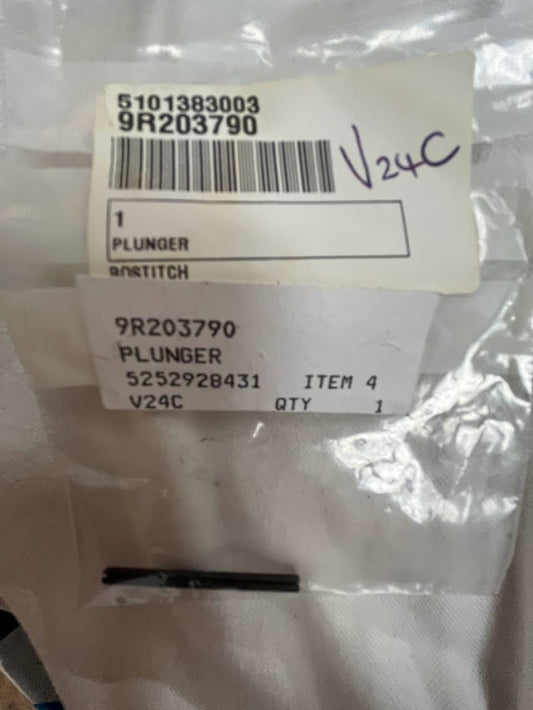 5101383003
9R203790
V24C
1
PLUNGER
BOSTITCH
9R203790
PLUNGER
5252928431 ITEM 4
V24C QTY 1